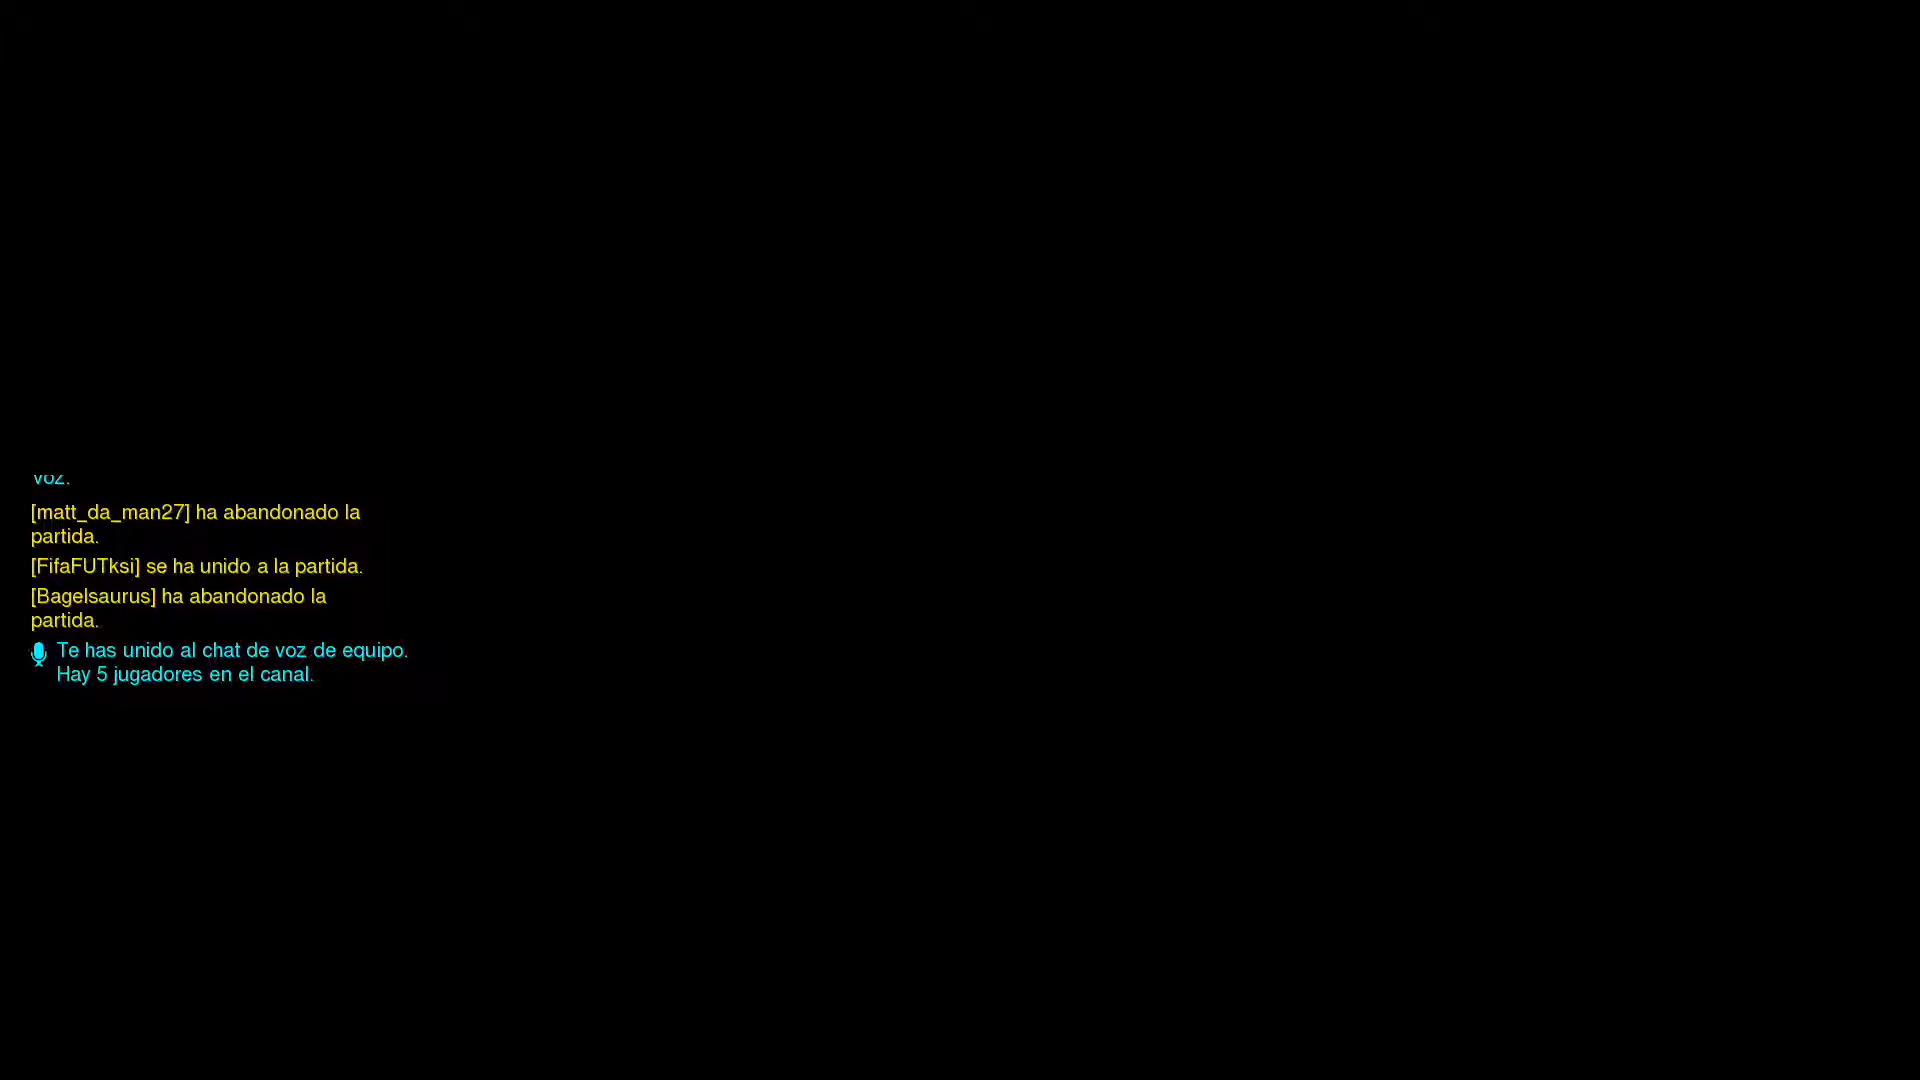 voz.
[matt_da_man27] ha abandonado la
partida.
[FifaFUTksi] se ha unido a la partida.
[Bagelsaurus] ha abandonado la
partida.
Te has unido al chat de voz de equipo.
Hay 5 jugadores en el canal.